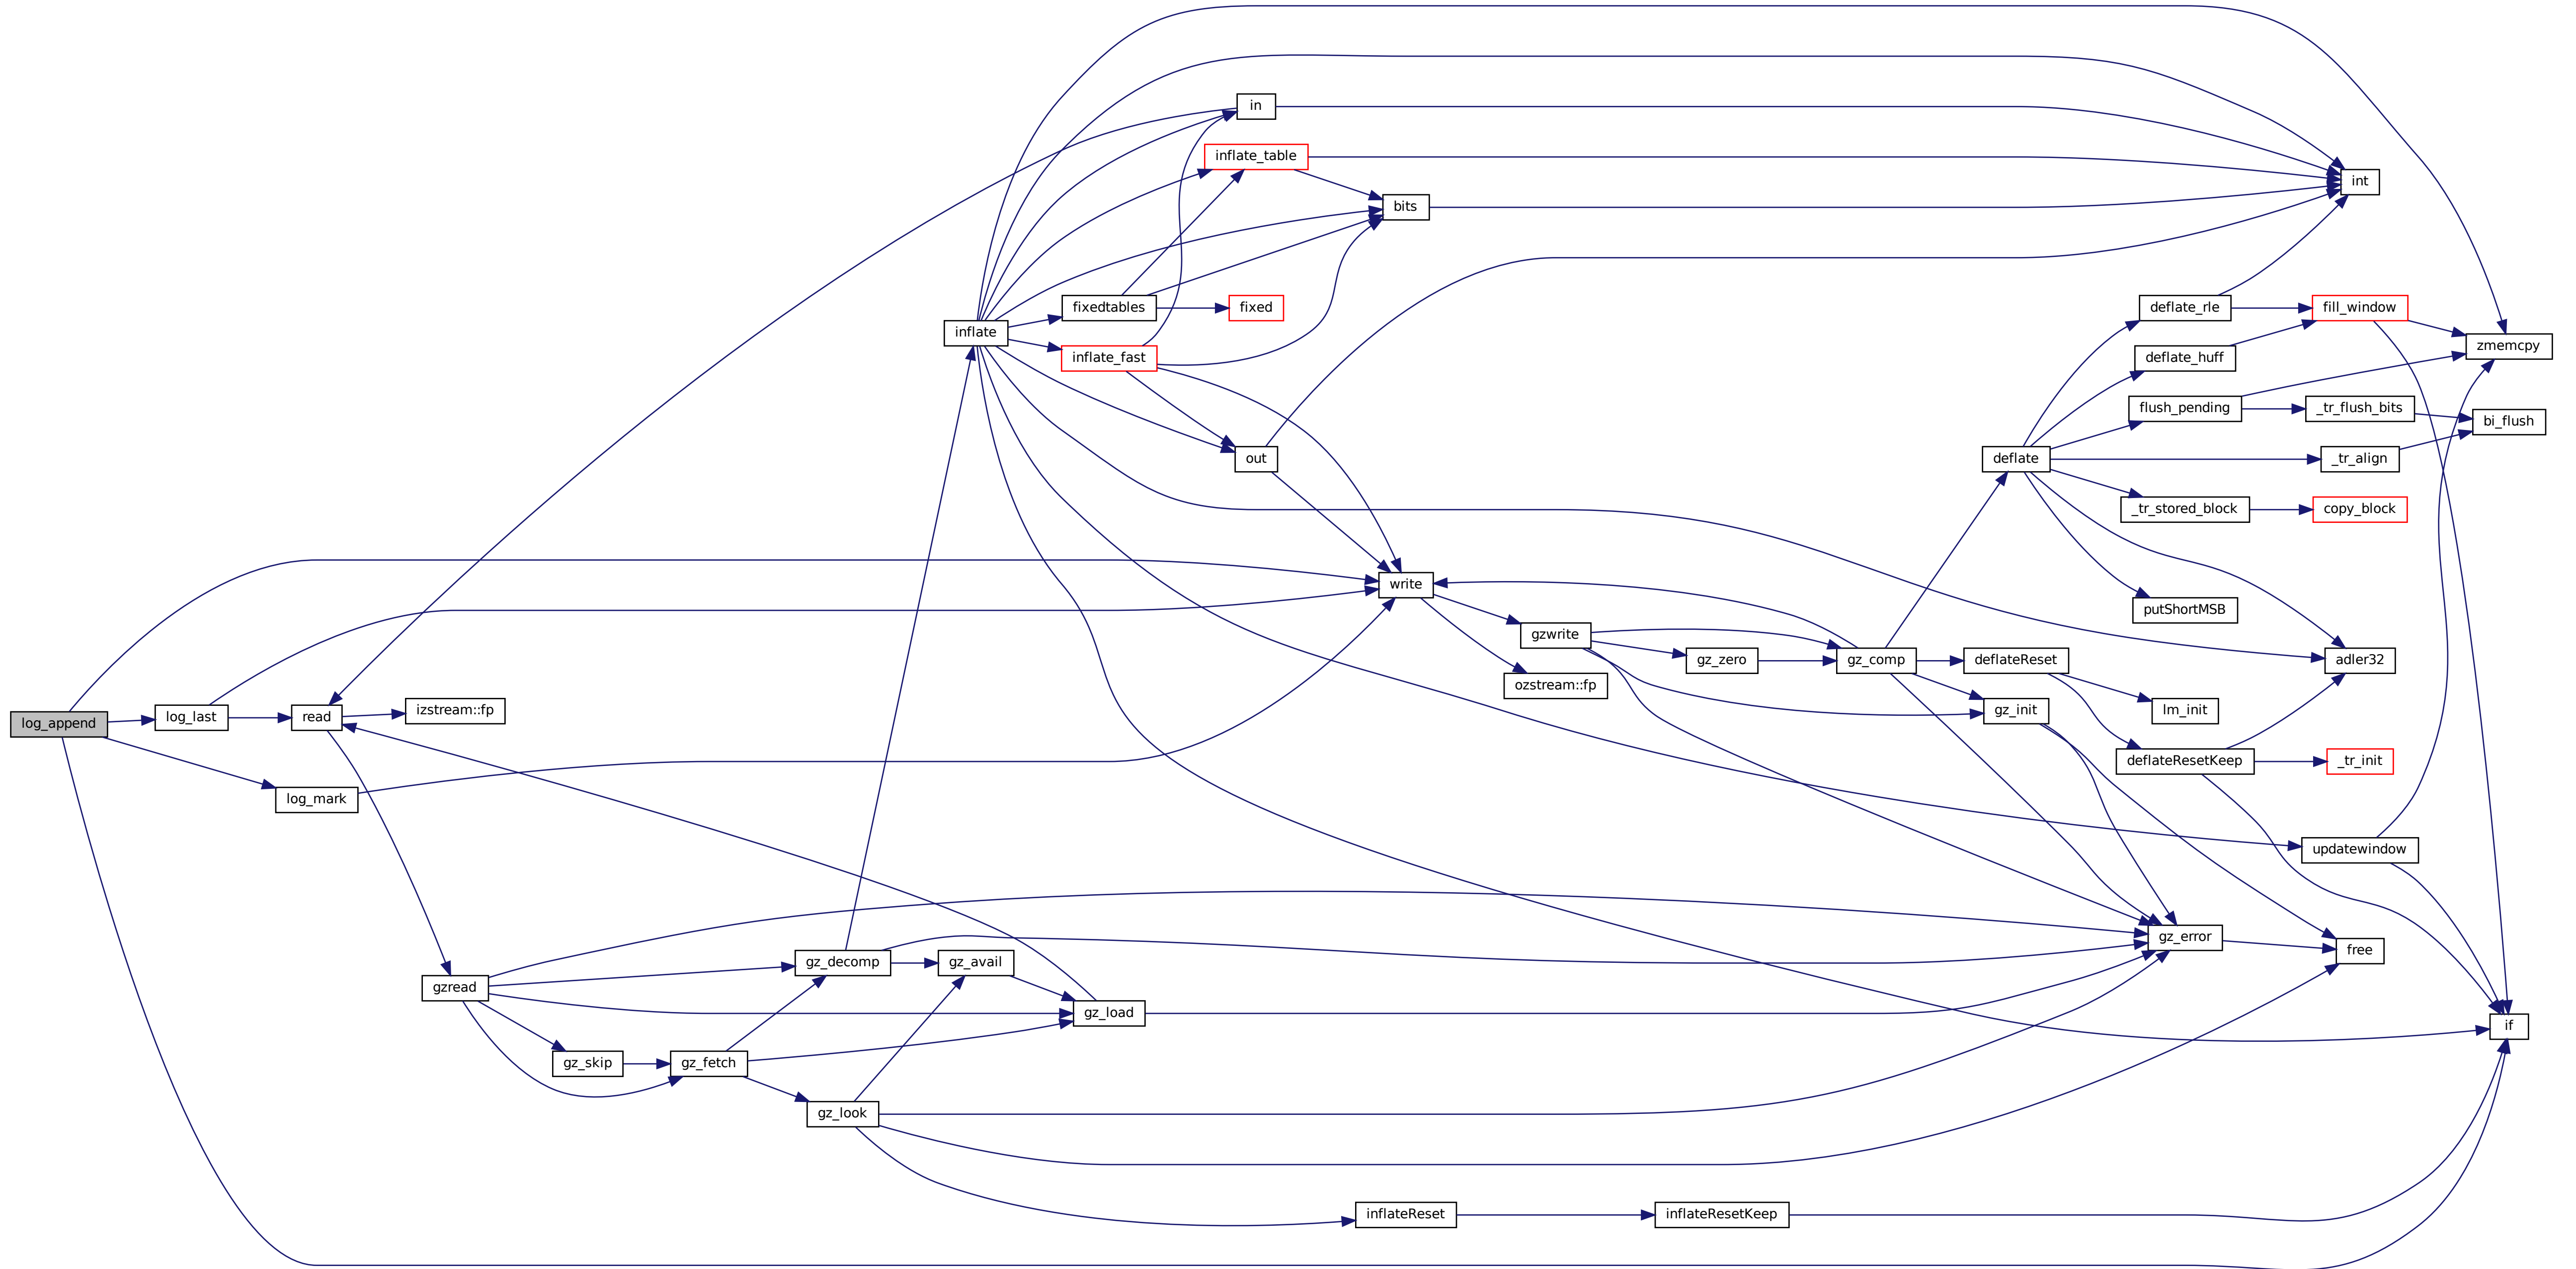 log_append
log_last
log_mark
read
izstream::fp
gzread
gz_skip
gz_fetch
gz_decomp
gz_look
gz_avail
gz_load
inflate
fixedtables
inflate_fast
in
inflate_table
fixed
bits
out
write
gzwrite
ozstream::fp
gz_zero
gz_comp
inflateReset
inflateResetKeep
deflate
deflateReset
gz_init
deflate_rle
deflate_huff
flush_pending
_tr_stored_block
putShortMSB
lm_init
deflateResetKeep
gz_error
int
fill_window
_tr_flush_bits
_tr_align
copy_block
adler32
_tr_init
updatewindow
free
zmemcpy
bi_flush
if